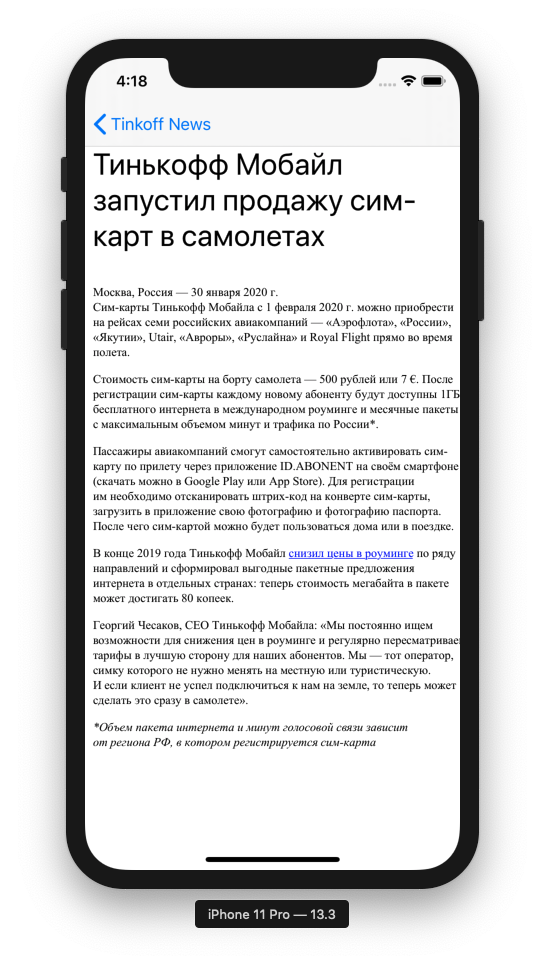 4:18
Tinkoff News
Тинькофф Мобайл
запустил продажу сим-
карт в самолетах
Москва, Россия — 30 января 2020 г.
Сим-карты Тинькофф Мобайла с 1 февраля 2020 г. можно приобрести
на рейсах семи российских авиакомпаний — «Аэрофлота», «России»,
«Якутии», Utair, «Авроры», «Руслайна» и Royal Flight прямо во время
полета.
Стоимость сим-карты на борту самолета — 500 рублей или 7 €. После
регистрации сим-карты каждому новому абоненту будут доступны 1ГБ
бесплатного интернета в международном роуминге и месячные пакеты
с максимальным объемом минут и трафика по России*.
Пассажиры авиакомпаний смогут самостоятельно активировать сим-
карту по прилету через приложение ID.ABONENT на своём смартфоне
(скачать можно в Google Play или App Store). Для регистрации
им необходимо отсканировать штрих-код на конверте сим-карты,
загрузить в приложение свою фотографию и фотографию паспорта.
После чего сим-картой можно будет пользоваться дома или в поездке.
В конце 2019 года Тинькофф Мобайл снизил цены в роуминге по ряду
направлений и сформировал выгодные пакетные предложения
интернета в отдельных странах: теперь стоимость мегабайта в пакете
может достигать 80 копеек.
Георгий Чесаков, CEO Тинькофф Мобайла: «Мы постоянно ищем
возможности для снижения цен в роуминге и регулярно пересматривае
тарифы в лучшую сторону для наших абонентов. Мы — тот оператор,
симку которого не нужно менять на местную или туристическую.
И если клиент не успел подключиться к нам на земле, то теперь может
сделать это сразу в самолете».
*Объем пакета интернета и минут голосовой связи зависит
от региона РФ, в котором регистрируется сим-карта
iPhone 11 Pro — 13.3